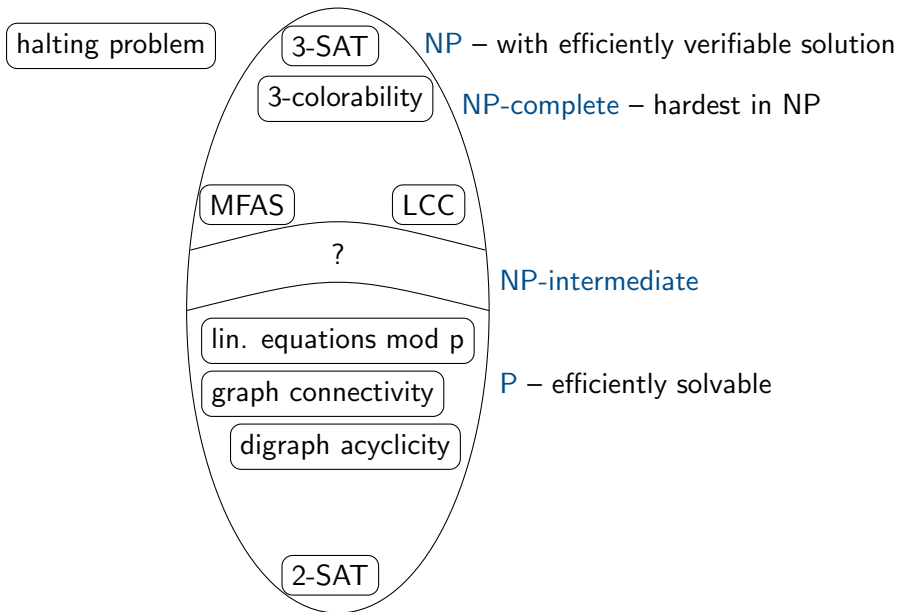 halting problem
3-SAT
NP – with efficiently verifiable solution
3-colorability
NP-complete – hardest in NP
MFAS
LCC
?
NP-intermediate
lin. equations mod p
graph connectivity
P – efficiently solvable
digraph acyclicity
2-SAT